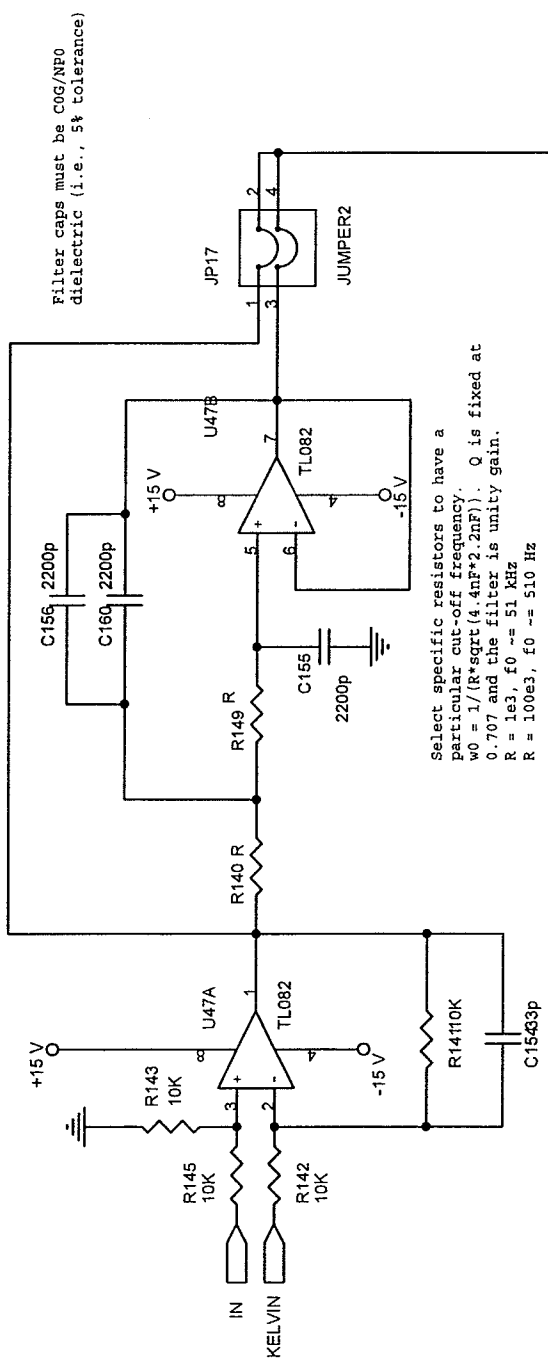 Filter caps must be C0G/NP0
dielectric (i.e., 5% tolerance)
C156 2200p
C160 2200p
JP17
1
2
3
4
JUMPER2
U47B
+15 V
8
5
+
6
-
7
TL082
4
-15 V
R149 R
C155
2200p
R140 R
U47A
+15 V
8
R143
10K
R145
10K
IN
3
+
1
2
-
TL082
4
-15 V
KELVIN
R142
10K
R14110K
C15433p
Select specific resistors to have a
particular cut-off frequency.
w0 = 1/(R*sqrt(4.4nF*2.2nF)). Q is fixed at
0.707 and the filter is unity gain.
R = 1e3, f0 ~= 51 kHz
R = 100e3, f0 ~= 510 Hz